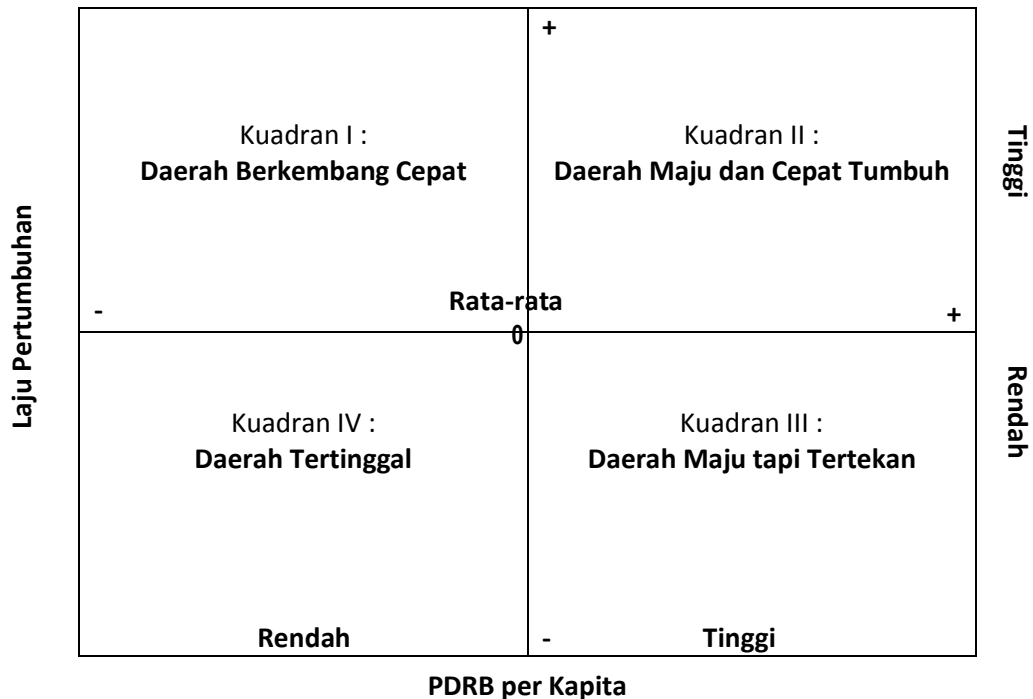 +
Kuadran I :
Daerah Berkembang Cepat
Kuadran II :
Daerah Maju dan Cepat Tumbuh
Tinggi
Laju Pertumbuhan
-
Rata-rata
+
0
Kuadran IV :
Daerah Tertinggal
Kuadran III :
Daerah Maju tapi Tertekan
Rendah
Rendah
-
Tinggi
PDRB per Kapita